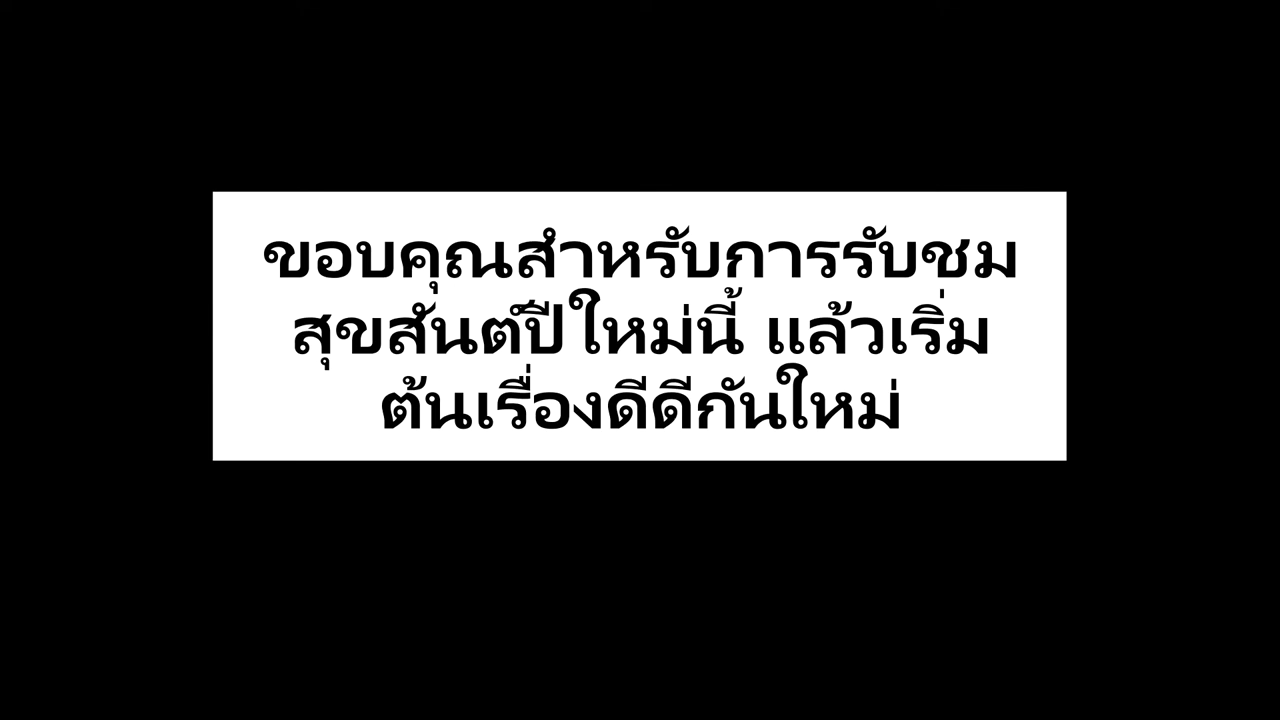 ขอบคุณสำหรับการรับชม
สุขสันต์ปีใหม่นี้ แล้วเริ่ม
ต้นเรื่องดีดีกันใหม่